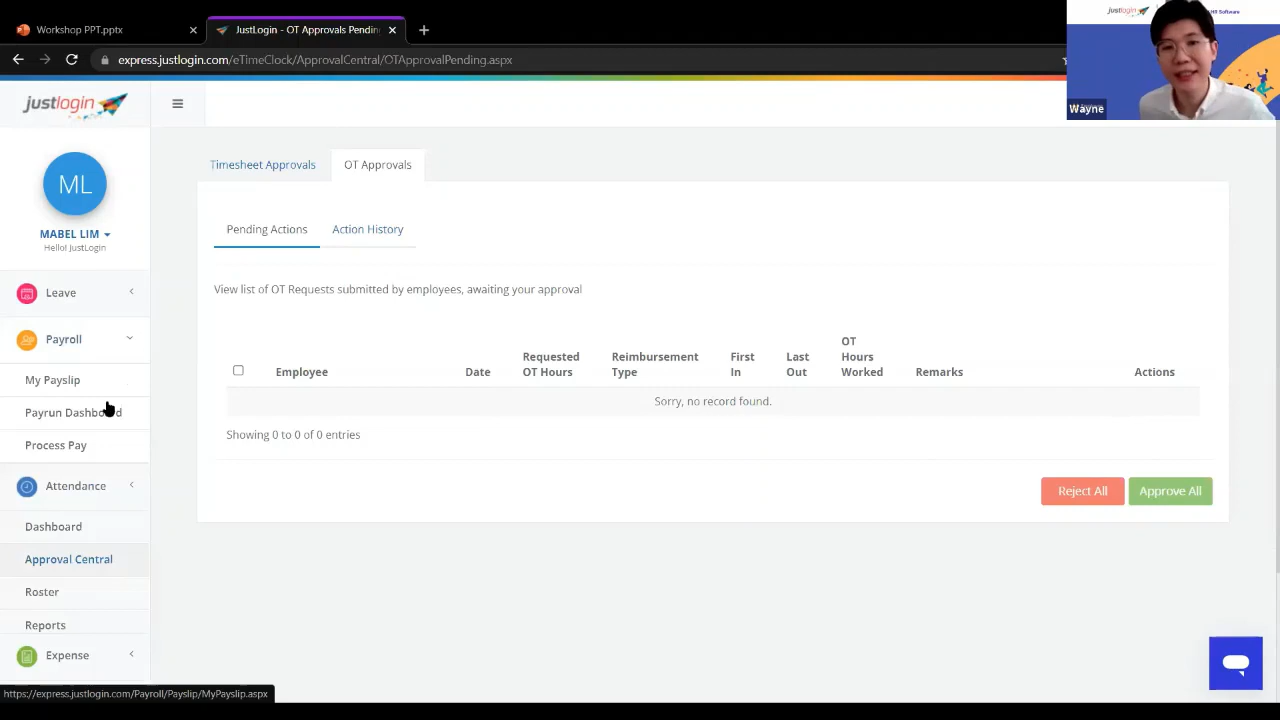 Workshop PPT.pptx
JustLogin - OT Approvals Pendin
express.justlogin.com/eTimeClock/ApprovalCentral/OTApprovalPending.aspx
justlogin
HR Software
Wayne
justlogin
ML
MABEL LIM
Hello! JustLogin
Leave
Payroll
My Payslip
Payrun Dashboard
Process Pay
Attendance
Dashboard
Approval Central
Roster
Reports
Expense
Timesheet Approvals
OT Approvals
Pending Actions
Action History
View list of OT Requests submitted by employees, awaiting your approval
Employee
Date
Requested
OT Hours
Reimbursement
Type
First
In
Last
Out
OT
Hours
Worked
Remarks
Actions
Sorry, no record found.
Showing 0 to 0 of 0 entries
Reject All
Approve All
https://express.justlogin.com/Payroll/Payslip/MyPayslip.aspx